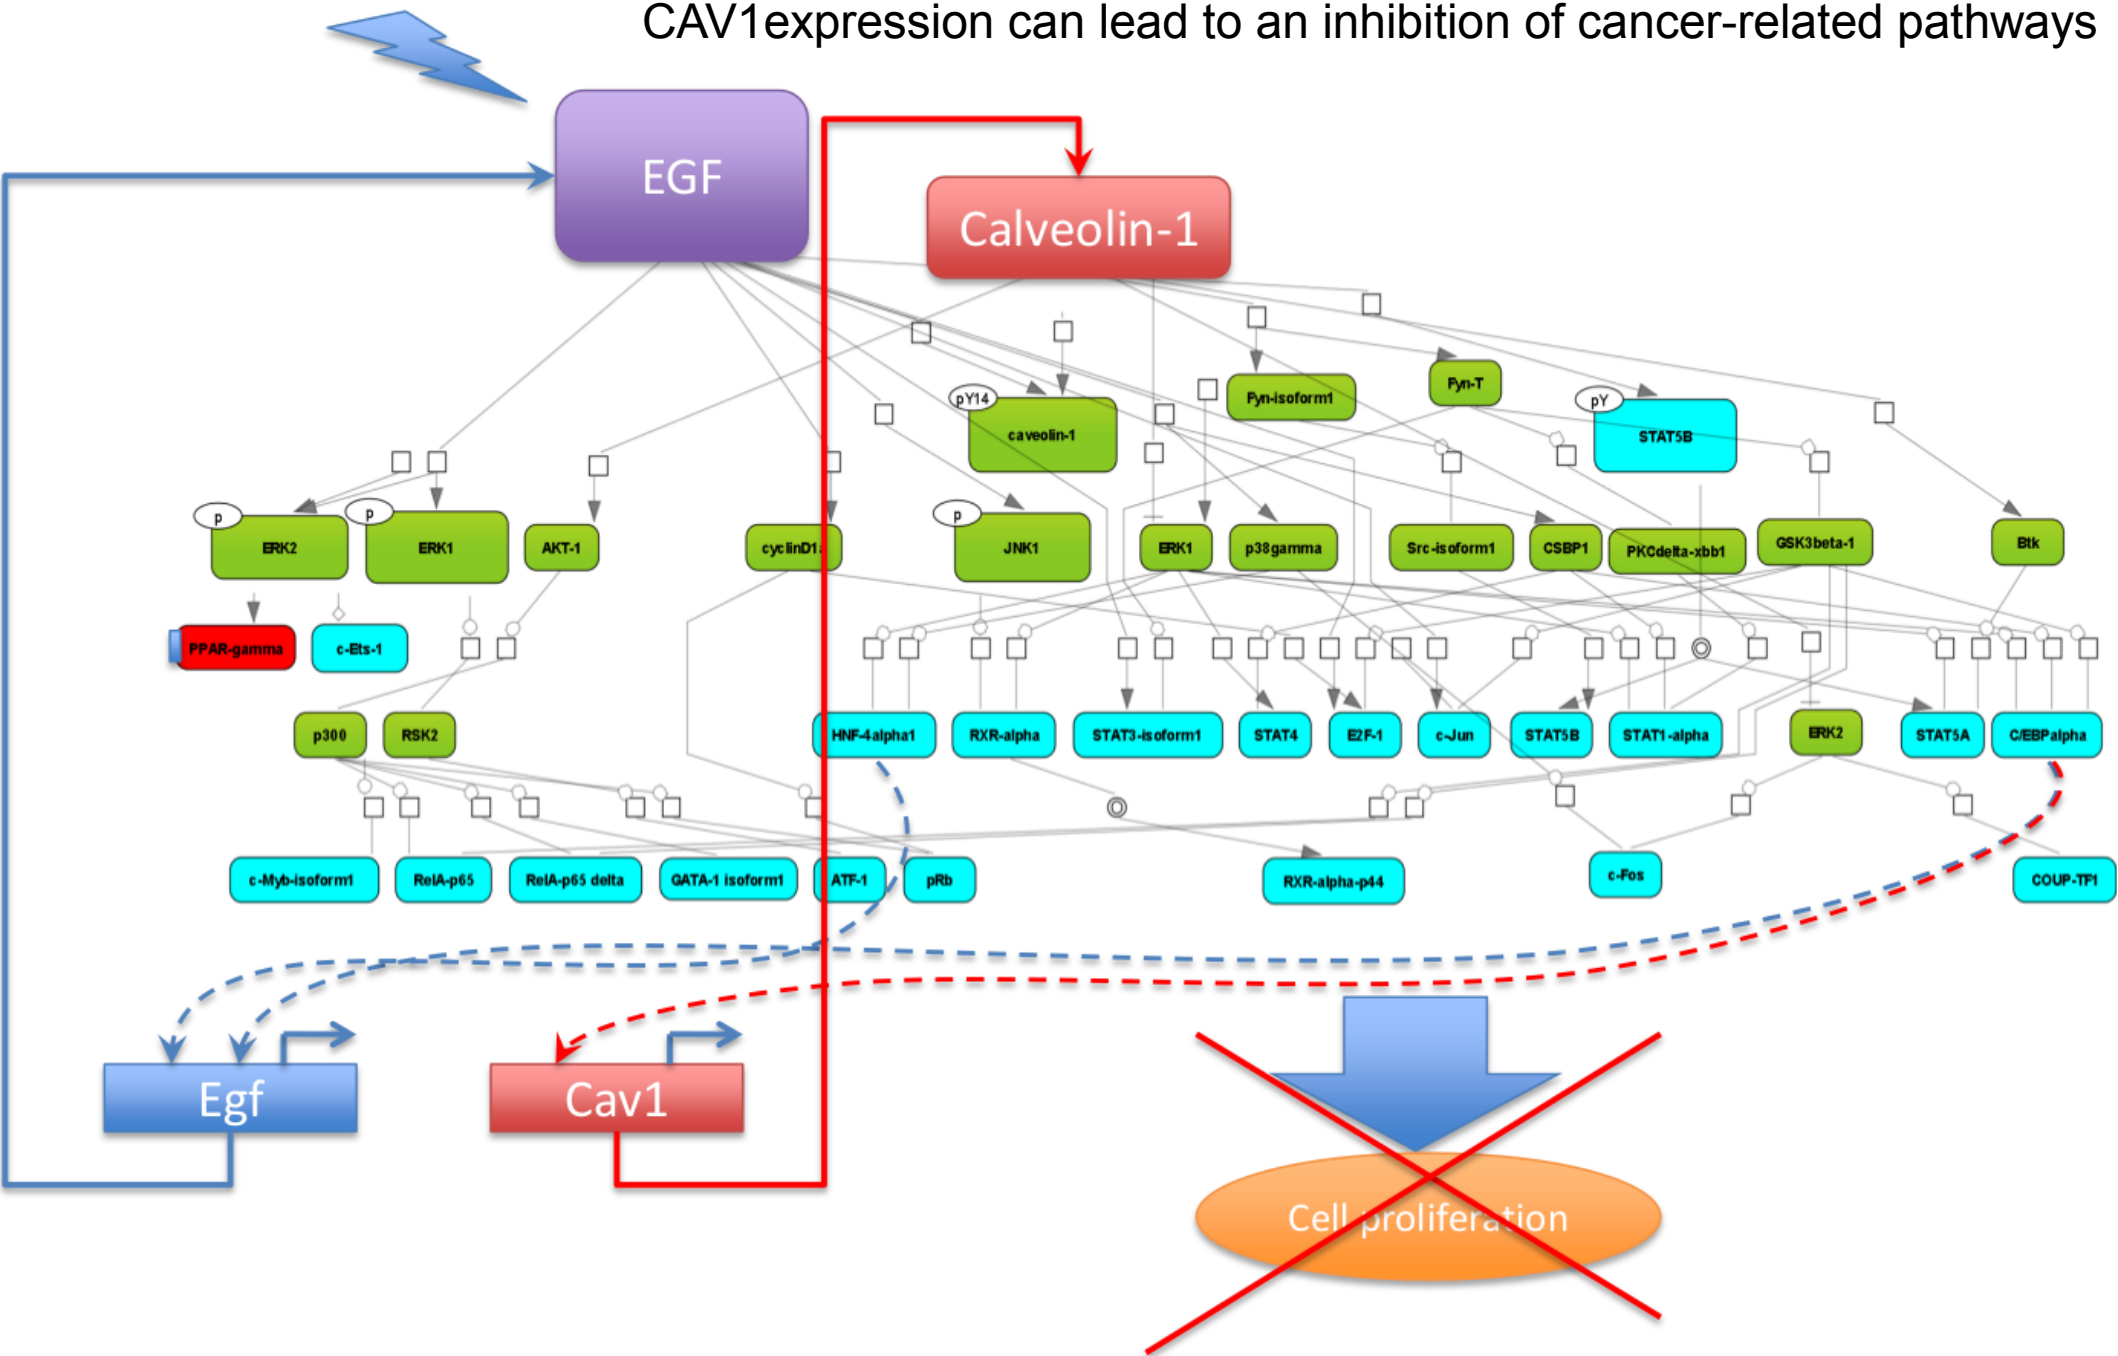 CAV1expression can lead to an inhibition of cancer-related pathways
EGF
Calveolin-1
Fyn-T
Fyn-isoform1
pY14
caveolin-1
pY
STAT5B
p
ERK2
p
ERK1
AKT-1
cyclinD1a
p
JNK1
ERK1
p38gamma
Src-isoform1
CSBP1
PKCdelta-xbb1
GSK3beta-1
Btk
PPAR-gamma
c-Ets-1
p300
RSK2
HNF-4alpha1
RXR-alpha
STAT3-isoform1
STAT4
E2F-1
c-Jun
STAT5B
STAT1-alpha
ERK2
STAT5A
C/EBPalpha
c-Myb-isoform1
RelA-p65
RelA-p65 delta
GATA-1 isoform1
ATF-1
pRb
RXR-alpha-p44
c-Fos
COUP-TF1
Egf
Cav1
Cell proliferation